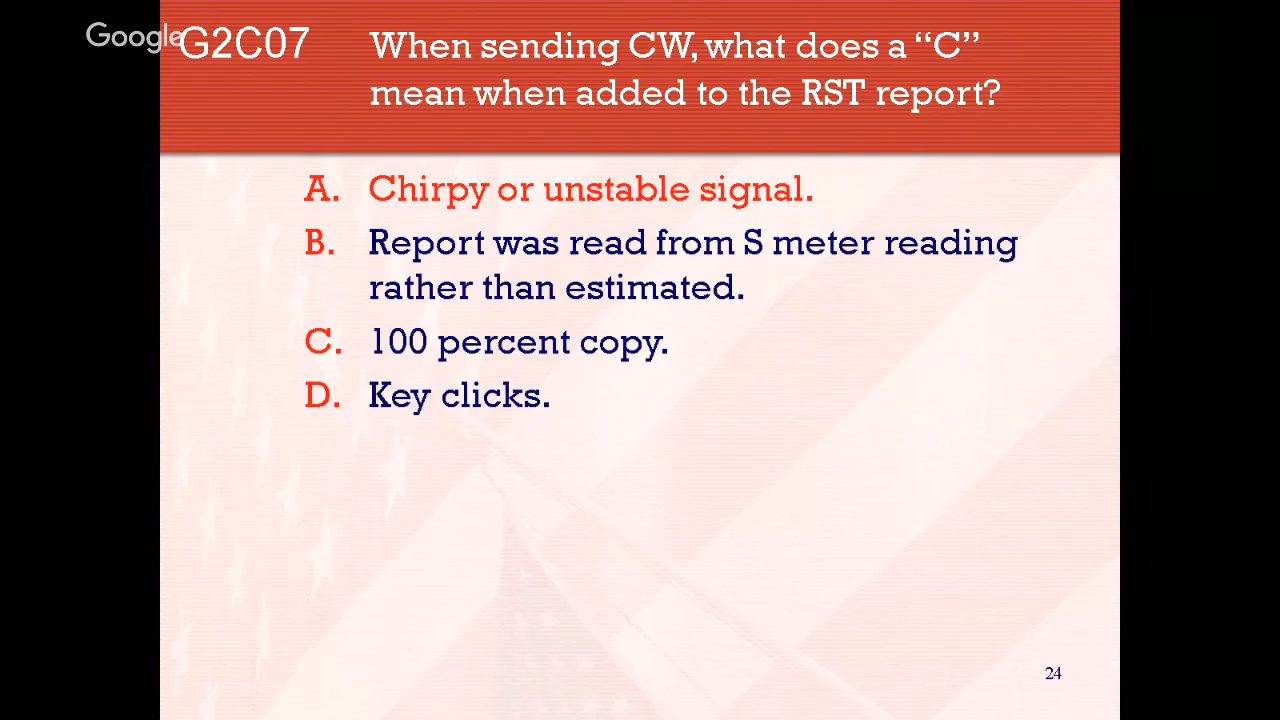 Google
G2C07
When sending CW, what does a “C”
mean when added to the RST report?
A. Chirpy or unstable signal.
B. Report was read from S meter reading
rather than estimated.
C. 100 percent copy.
D. Key clicks.
24